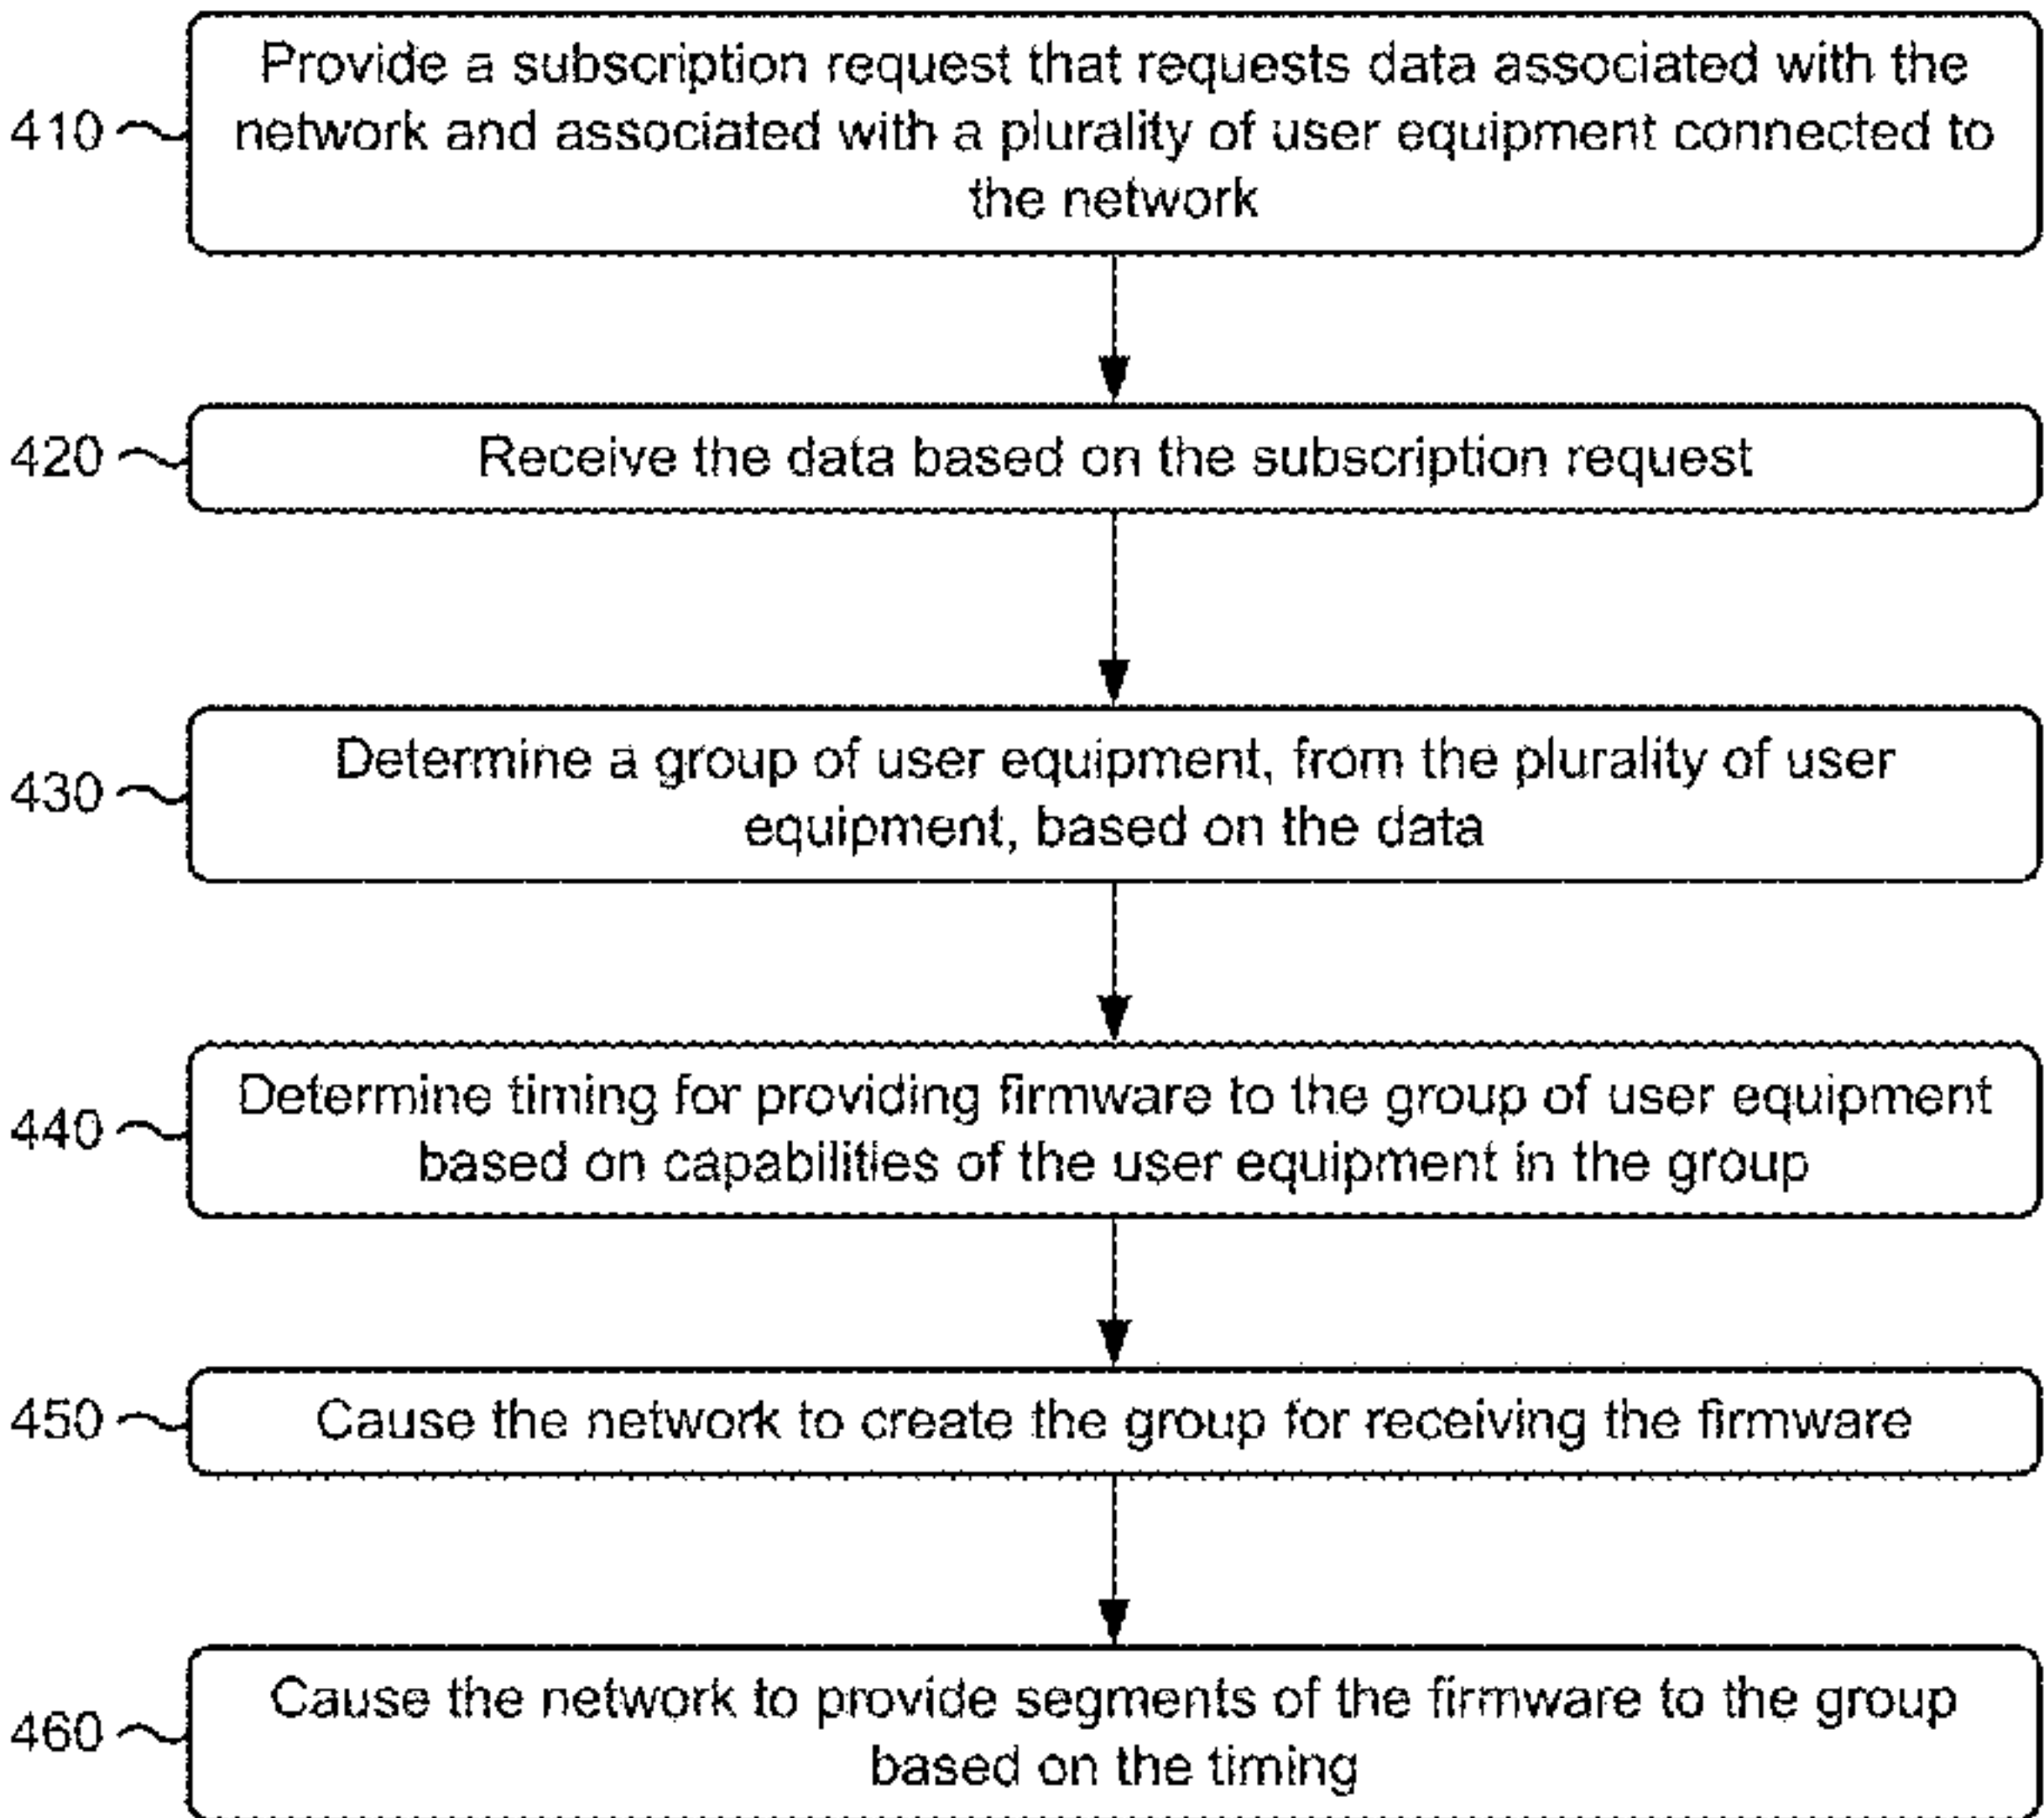 Provide a subscription request that requests data associated with the
410 network and associated with a plurality of user equipment connected to
the network
420 Receive the data based on the subscription request
Determine a group of user equipment, from the plurality of user
430
equipment, based on the data
Determine timing for providing firmware to the group of user equipment
440
based on capabilities of the user equipment in the group
450 Cause the network to create the group for receiving the firmware
Cause the network to provide segments of the firmware to the group
460
based on the timing